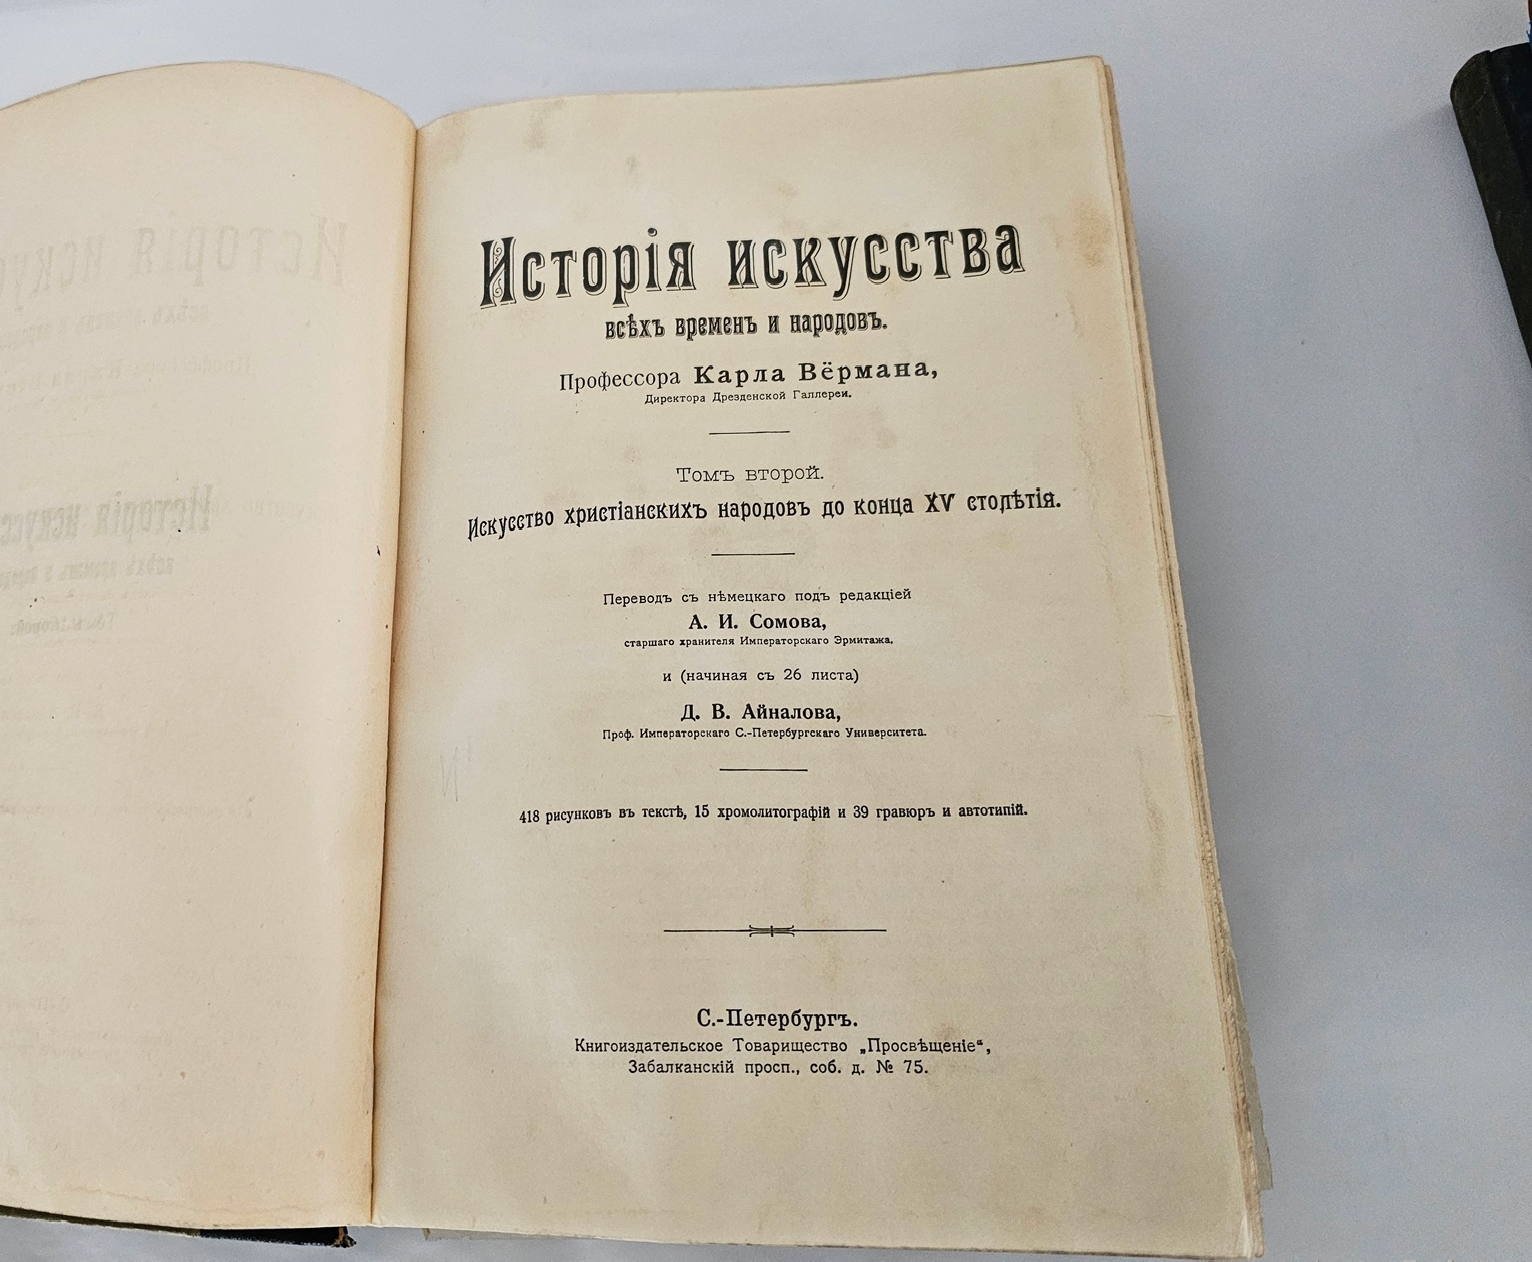 Исторія искусства
всѣхъ временъ и народовъ.
Профессора Карла Вёрмана,
Директора Дрезденской Галлереи.
Томъ второй.
Искусство христіанскихъ народовъ до конца XV столѣтія.
Переводъ съ нѣмецкаго подъ редакціей
А. И. Сомова,
старшаго хранителя Императорскаго Эрмитажа,
и (начиная съ 26 листа)
Д. В. Айналова,
Проф. Императорскаго С.-Петербургскаго Университета.
418 рисунковъ въ текстѣ, 15 хромолитографій и 39 гравюръ и автотипій.
С.-Петербургъ.
Книгоиздательское Товарищество „Просвѣщеніе“,
Забалканскій просп., соб. д. № 75.